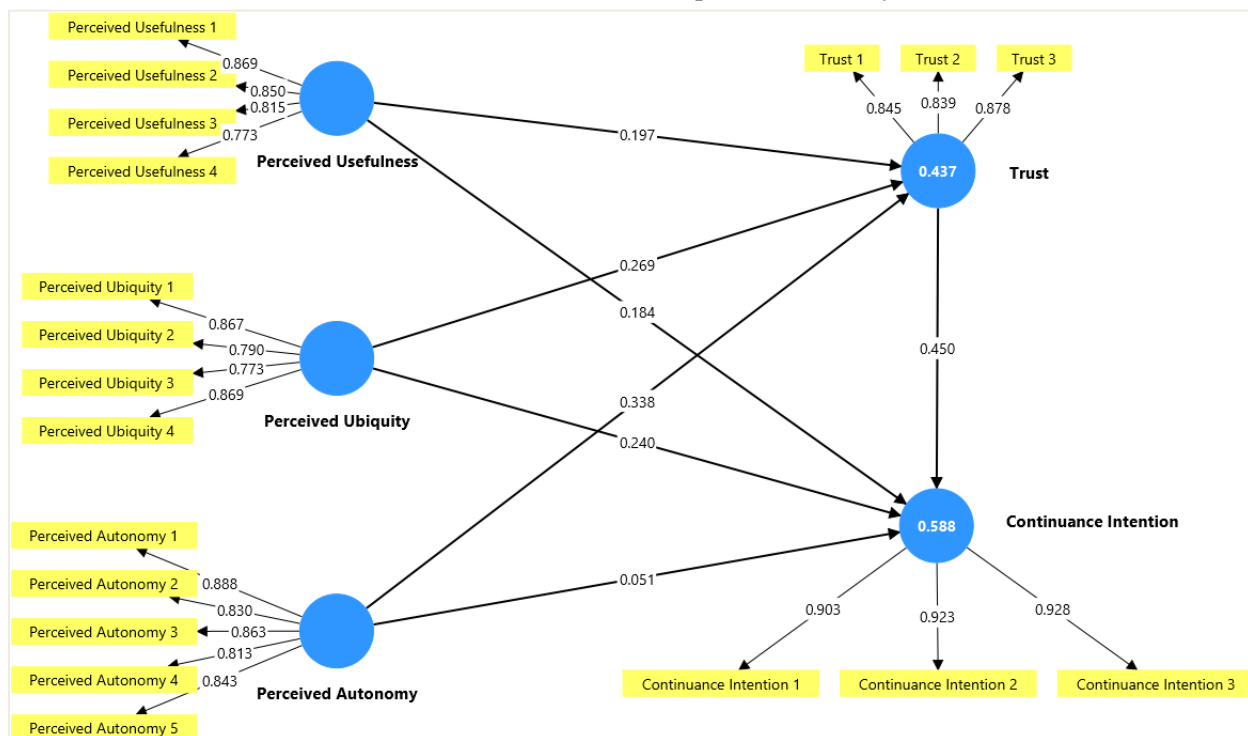 Perceived Usefulness 1
0.869
Perceived Usefulness 2
0.850
0.815
Perceived Usefulness 3
0.773
Perceived Usefulness 4
Perceived Usefulness
Trust 1
Trust 2
Trust 3
0.845
0.839
0.878
0.197
0.437
Trust
0.269
0.184
0.450
Perceived Ubiquity 1
0.867
Perceived Ubiquity 2
0.790
0.773
Perceived Ubiquity 3
0.869
Perceived Ubiquity 4
Perceived Ubiquity
0.338
0.240
0.051
0.588
Continuance Intention
Perceived Autonomy 1
0.888
Perceived Autonomy 2
0.830
Perceived Autonomy 3
0.863
0.813
Perceived Autonomy 4
0.843
Perceived Autonomy 5
Perceived Autonomy
0.903
0.923
0.928
Continuance Intention 1
Continuance Intention 2
Continuance Intention 3